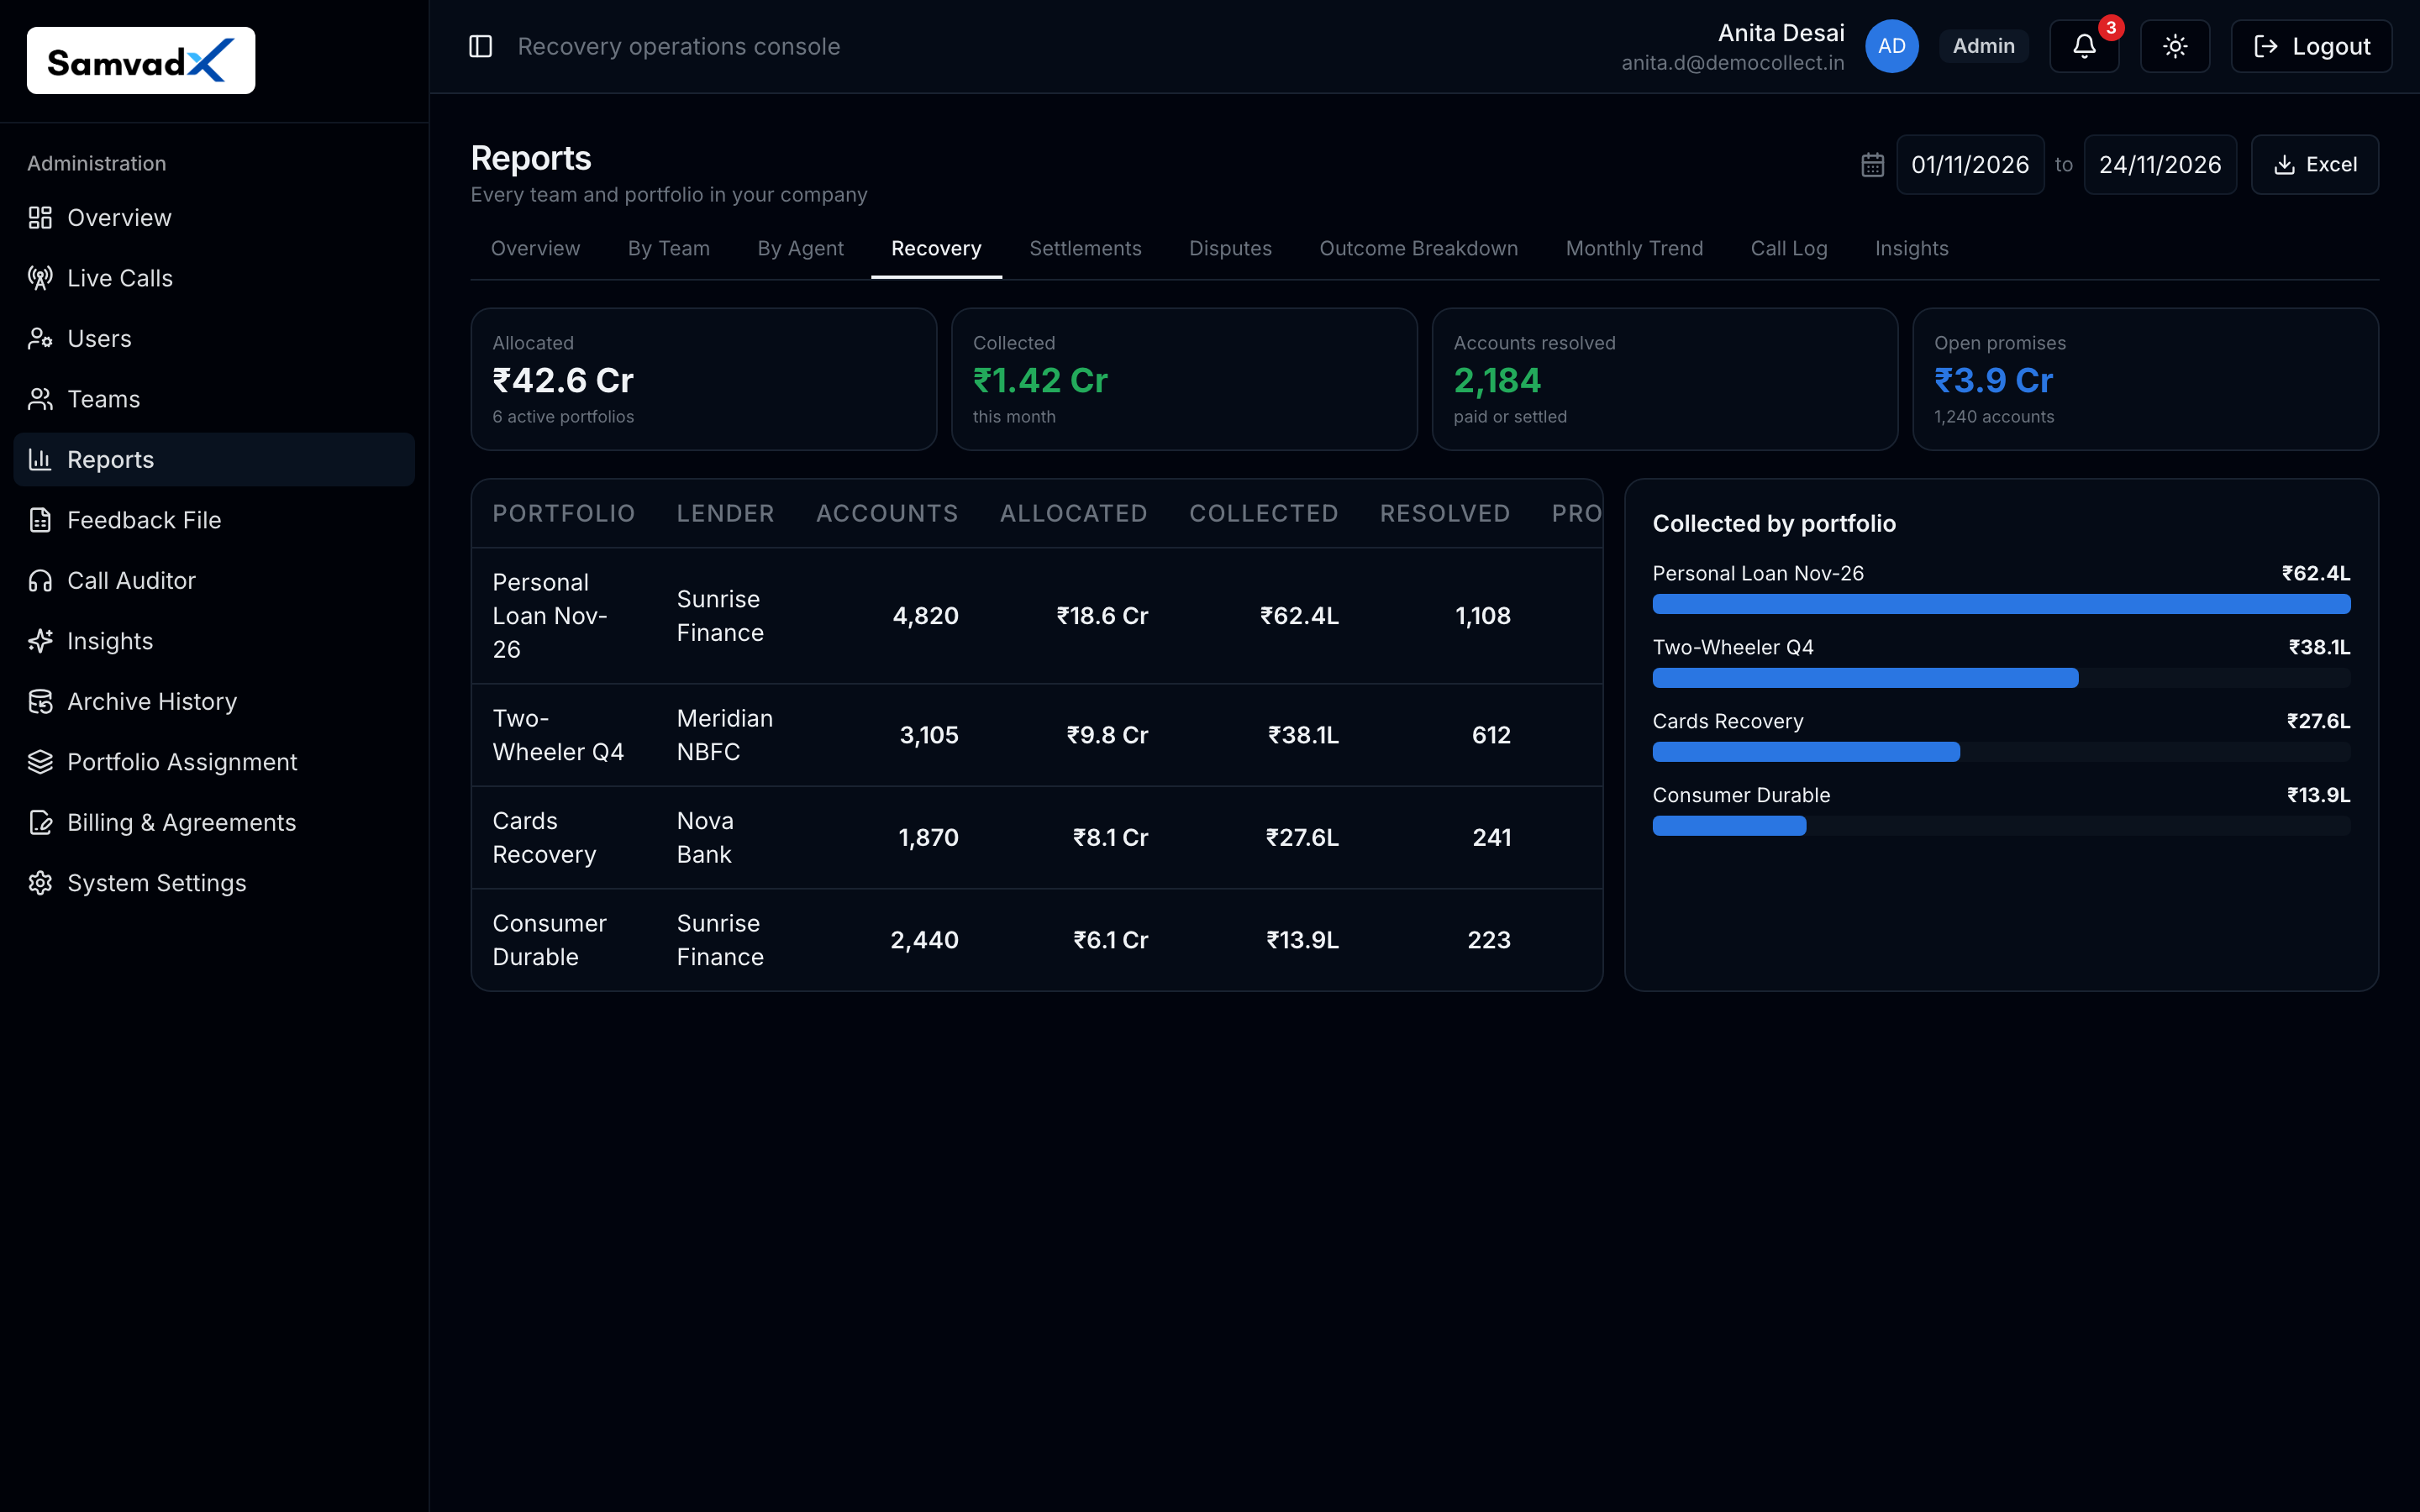 SamvadX
Recovery operations console
Anita Desai
anita.d@democollect.in
AD
Admin
3
Logout
Administration
Overview
Live Calls
Users
Teams
Reports
Feedback File
Call Auditor
Insights
Archive History
Portfolio Assignment
Billing & Agreements
System Settings
Reports
Every team and portfolio in your company
01/11/2026 to 24/11/2026
Excel
Overview By Team By Agent Recovery Settlements Disputes Outcome Breakdown Monthly Trend Call Log Insights
Allocated
₹42.6 Cr
6 active portfolios
Collected
₹1.42 Cr
this month
Accounts resolved
2,184
paid or settled
Open promises
₹3.9 Cr
1,240 accounts
PORTFOLIO LENDER ACCOUNTS ALLOCATED COLLECTED RESOLVED PRO
Personal
Loan Nov-
26
Sunrise
Finance
4,820 ₹18.6 Cr ₹62.4L 1,108
Two-
Wheeler Q4
Meridian
NBFC
3,105 ₹9.8 Cr ₹38.1L 612
Cards
Recovery
Nova
Bank
1,870 ₹8.1 Cr ₹27.6L 241
Consumer
Durable
Sunrise
Finance
2,440 ₹6.1 Cr ₹13.9L 223
Collected by portfolio
Personal Loan Nov-26 ₹62.4L
Two-Wheeler Q4 ₹38.1L
Cards Recovery ₹27.6L
Consumer Durable ₹13.9L